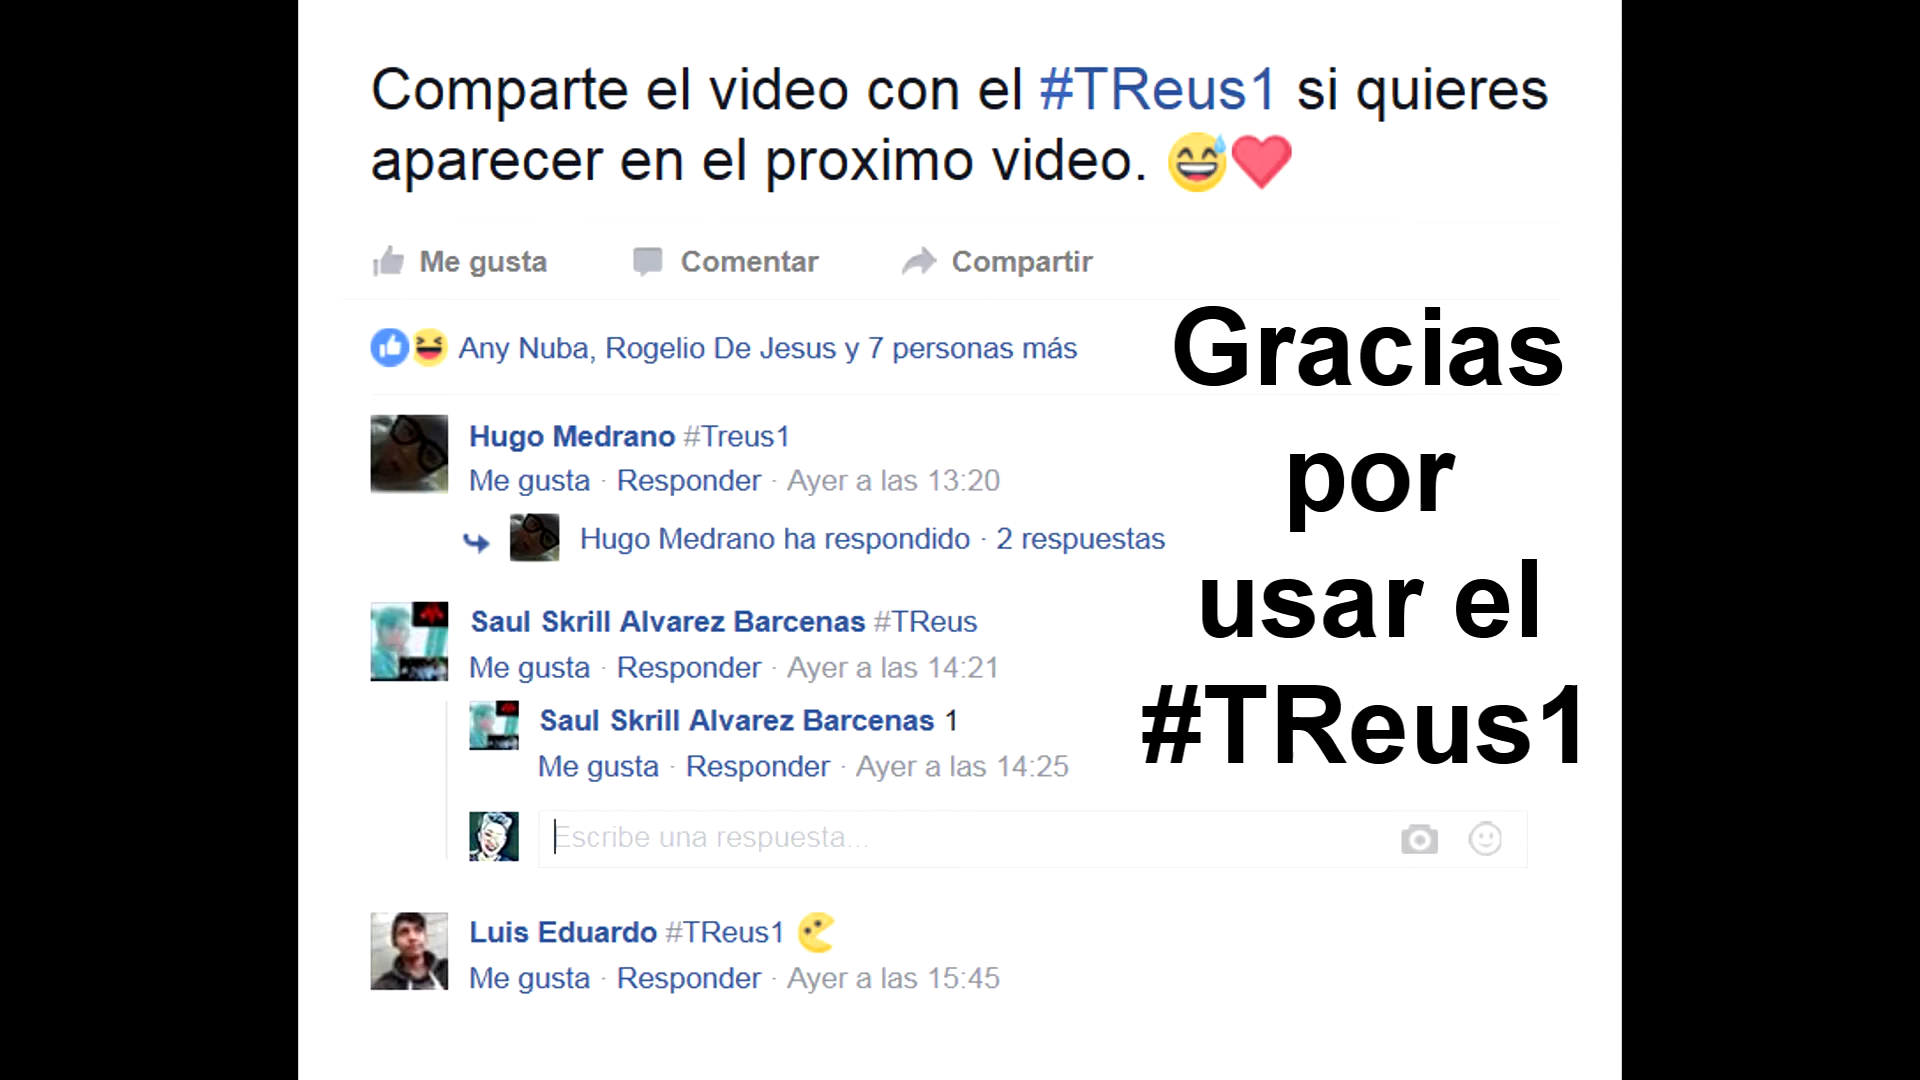 Comparte el video con el #TReus1 si quieres
aparecer en el proximo video. 😅❤️
Me gusta Comentar Compartir
Any Nuba, Rogelio De Jesus y 7 personas más
Hugo Medrano #Treus1
Me gusta · Responder · Ayer a las 13:20
Hugo Medrano ha respondido · 2 respuestas
Saul Skrill Alvarez Barcenas #TReus
Me gusta · Responder · Ayer a las 14:21
Saul Skrill Alvarez Barcenas 1
Me gusta · Responder · Ayer a las 14:25
Escribe una respuesta...
Luis Eduardo #TReus1
Me gusta · Responder · Ayer a las 15:45
Gracias
por
usar el
#TReus1